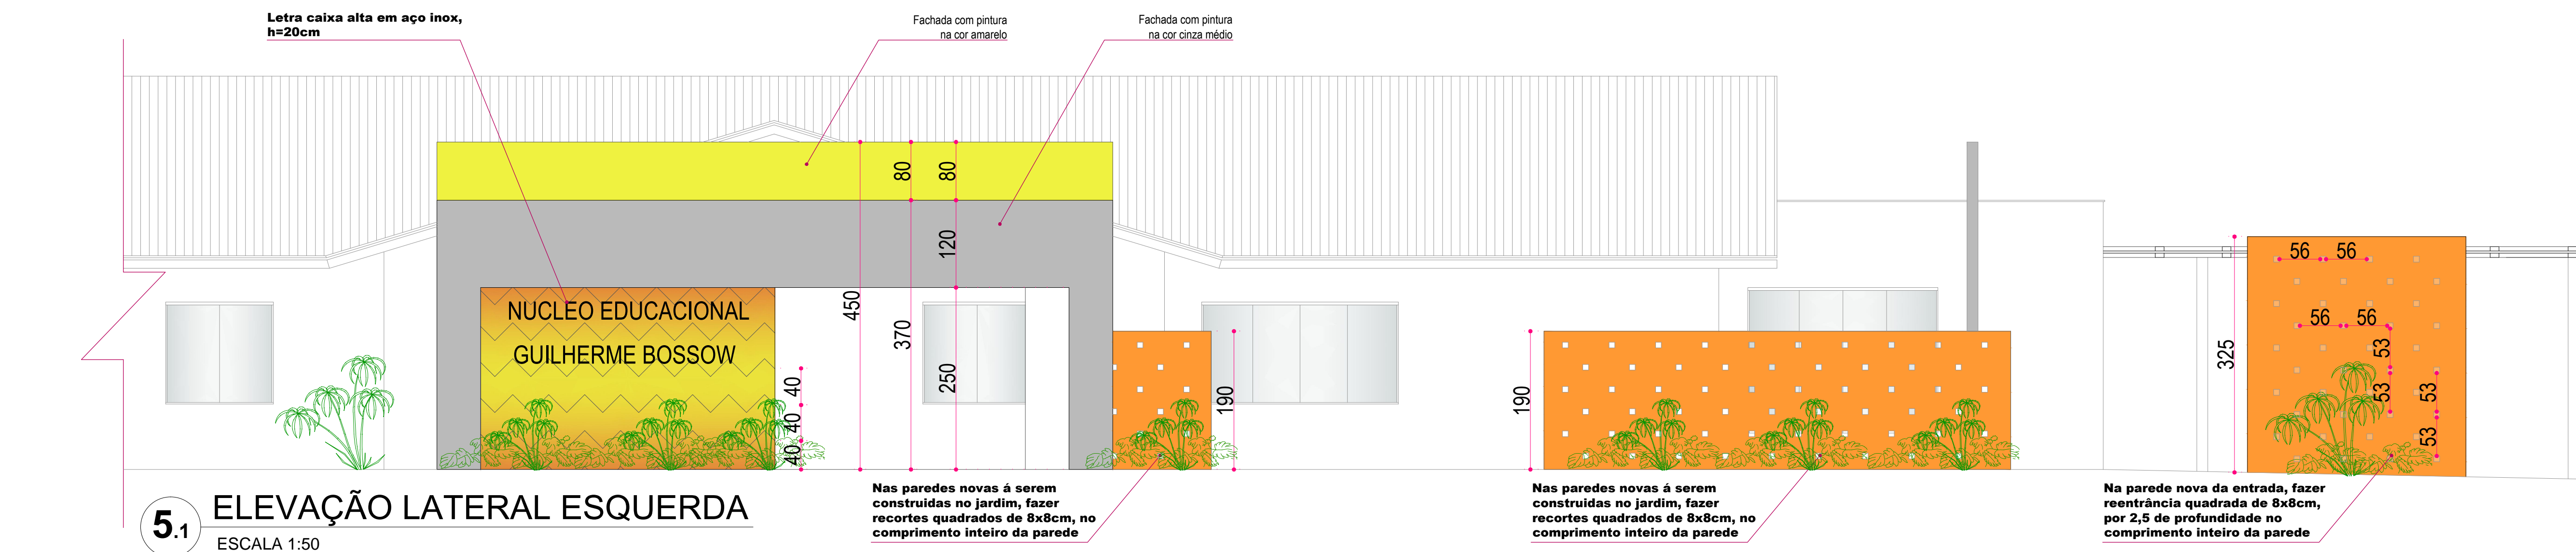 Letra caixa alta em aço inox,
h=20cm
Fachada com pintura
na cor amarelo
Fachada com pintura
na cor cinza médio
80
80
120
450
370
250
NUCLEO EDUCACIONAL
GUILHERME BOSSOW
40
40
40
190
190
325
56
56
56
56
53
53
53
53
Nas paredes novas á serem
construidas no jardim, fazer
recortes quadrados de 8x8cm, no
comprimento inteiro da parede
Nas paredes novas á serem
construidas no jardim, fazer
recortes quadrados de 8x8cm, no
comprimento inteiro da parede
Na parede nova da entrada, fazer
reentrância quadrada de 8x8cm,
por 2,5 de profundidade no
comprimento inteiro da parede
5.1
ELEVAÇÃO LATERAL ESQUERDA
ESCALA 1:50